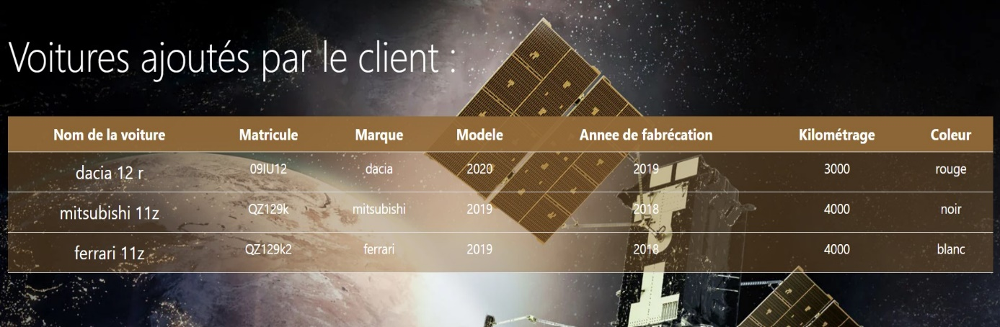 Voitures ajoutés par le client :
Nom de la voiture Matricule Marque Modele Annee de fabrécation Kilométrage Coleur
dacia 12 r 09IU12 dacia 2020 2019 3000 rouge
mitsubishi 11z QZ129k mitsubishi 2019 2018 4000 noir
ferrari 11z QZ129k2 ferrari 2019 2018 4000 blanc